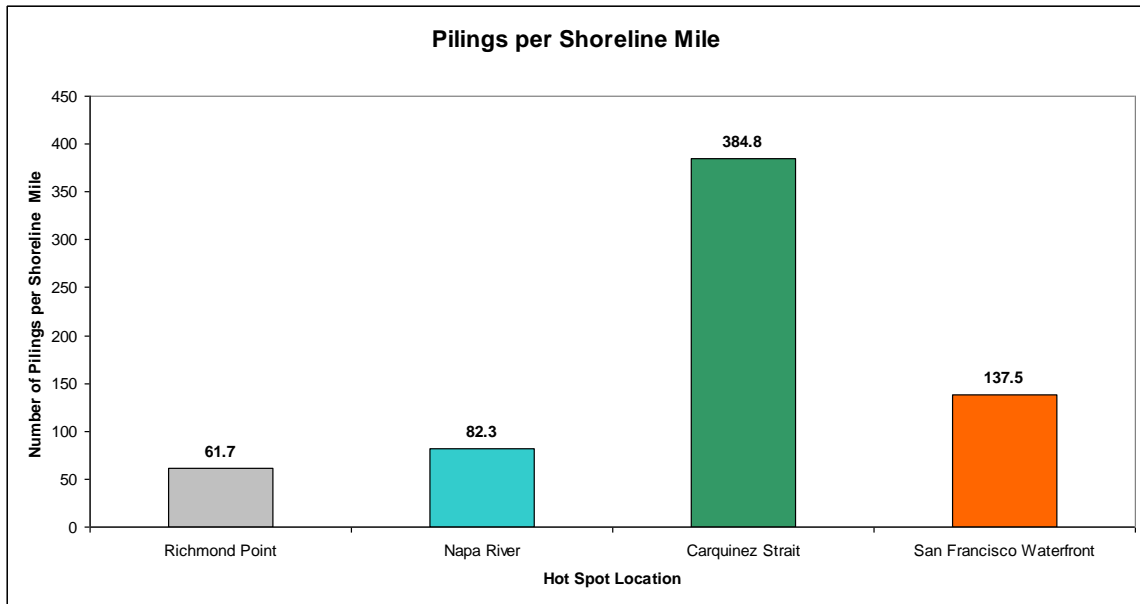 Pilings per Shoreline Mile
Number of Pilings per Shoreline Mile
450
400
350
300
250
200
150
100
50
0
61.7
82.3
384.8
137.5
Richmond Point
Napa River
Carquinez Strait
San Francisco Waterfront
Hot Spot Location